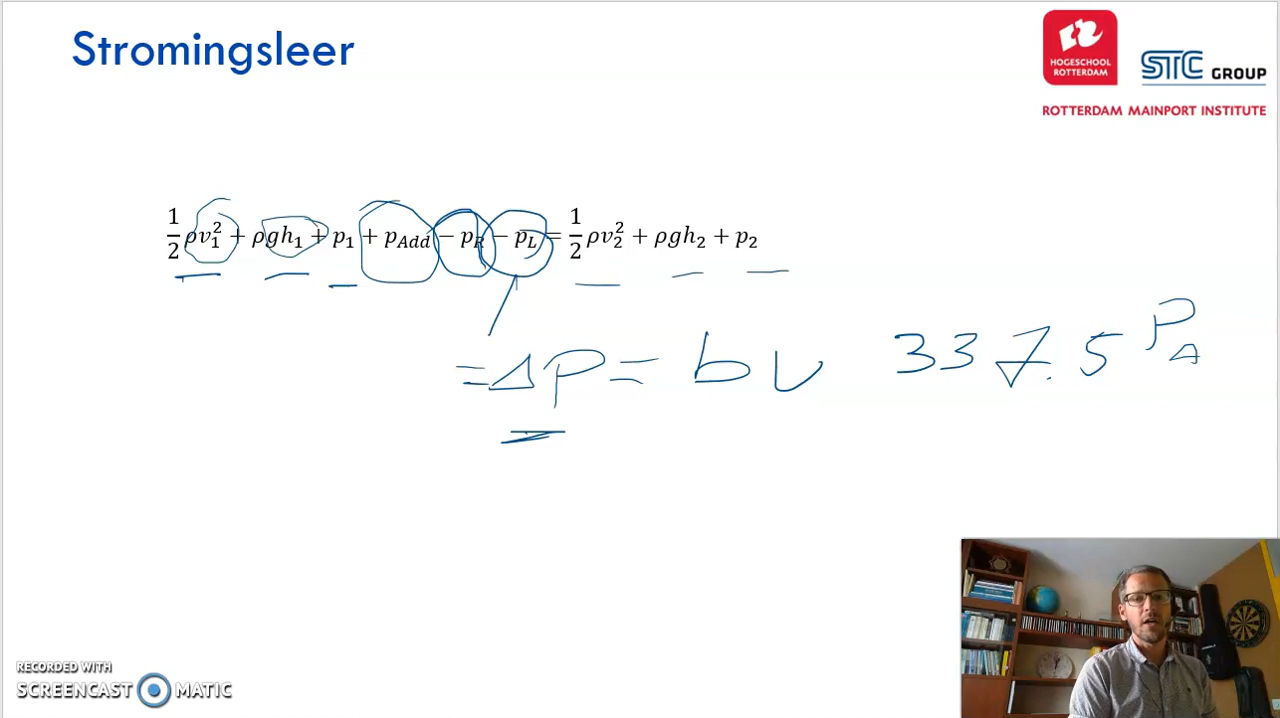 Stromingsleer
HOGESCHOOL
ROTTERDAM
STC GROUP
ROTTERDAM MAINPORT INSTITUTE
½ρv₁² + ρgh₁ + p₁ + p_Add − p_R − p_L = ½ρv₂² + ρgh₂ + p₂
= Δp = bv 337.5 PA
RECORDED WITH
SCREENCAST MATIC